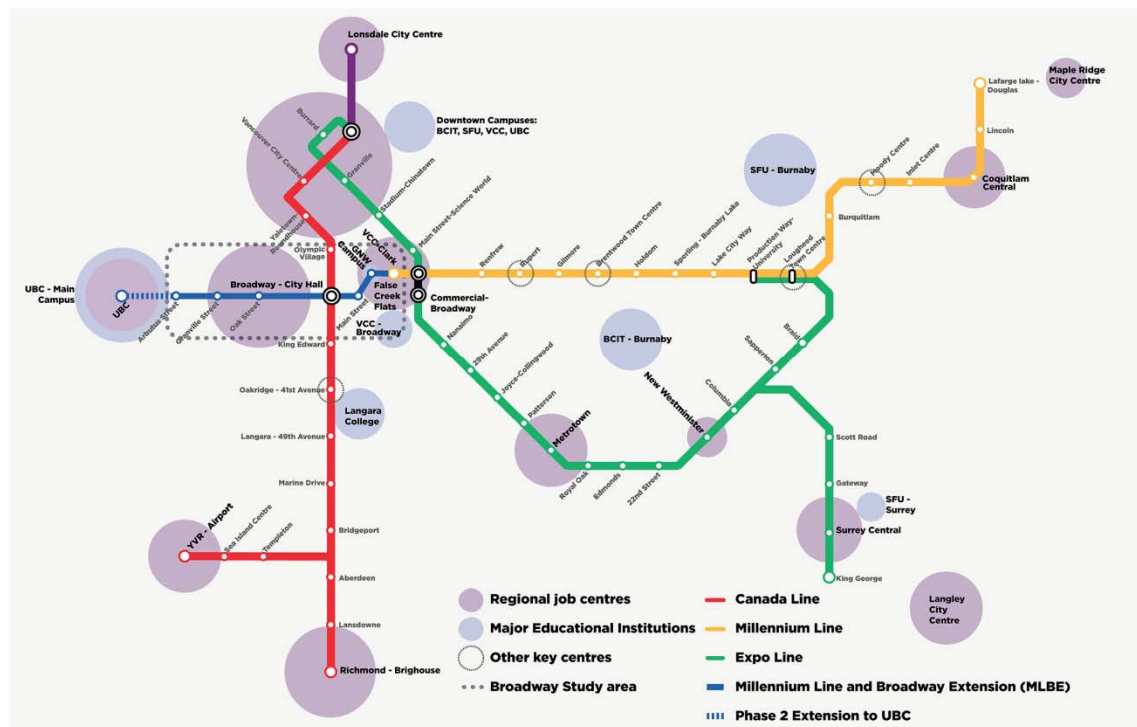 Lonsdale City Centre
Maple Ridge
City Centre
Lafarge lake -
Douglas
Burrard
Downtown Campuses:
BCIT, SFU, VCC, UBC
Vancouver City Centre
Granville
Lincoln
Moody Centre
Inlet Centre
SFU - Burnaby
Coquitlam
Central
Stadium-Chinatown
Main Street-Science World
Yaletown-
Roundhouse
Burquitlam
Olympic
Village
GNW
Campus
VCC-Clark
Renfrew
Rupert
Gilmore
Brentwood Town Centre
Holdom
Sperling - Burnaby Lake
Lake City Way
Production Way-
University
Lougheed
Town Centre
UBC - Main
Campus
UBC
Broadway - City Hall
False
Creek
Flats
Commercial-
Broadway
Arbutus Street
Grenville Street
Oak Street
Main Street
VCC -
Broadway
Nanaimo
BCIT - Burnaby
Braid
King Edward
29th Avenue
Sapperton
Oakridge - 41st Avenue
Joyce-Collingwood
New Westminister
Columbia
Langara
College
Patterson
Langara - 49th Avenue
Metrotown
Scott Road
Royal Oak
Edmonds
22nd Street
Marine Drive
Gateway
SFU -
Surrey
YVR - Airport
Sea Island Centre
Templeton
Bridgeport
Surrey Central
Aberdeen
King George
Langley
City
Centre
Lansdowne
Richmond - Brighouse
Regional job centres
Major Educational Institutions
Other key centres
Broadway Study area
Canada Line
Millennium Line
Expo Line
Millennium Line and Broadway Extension (MLBE)
Phase 2 Extension to UBC